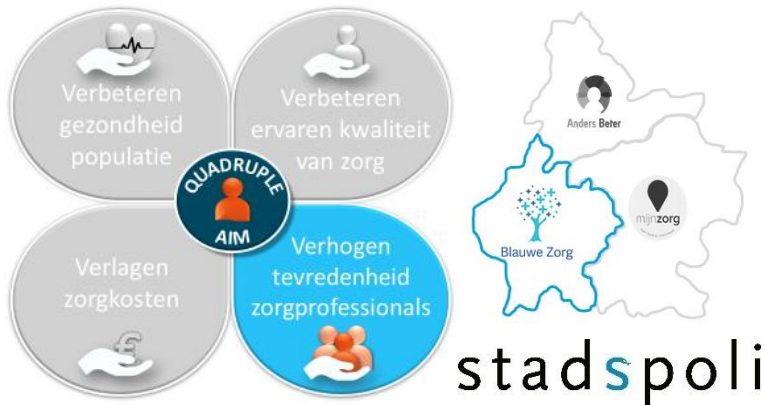 Verbeteren
gezondheid
populatie
Verbeteren
ervaren kwaliteit
van zorg
QUADRUPLE
AIM
Verlagen
zorgkosten
Verhogen
tevredenheid
zorgprofessionals
Anders Beter
mijnzorg
Blauwe Zorg
stadspoli